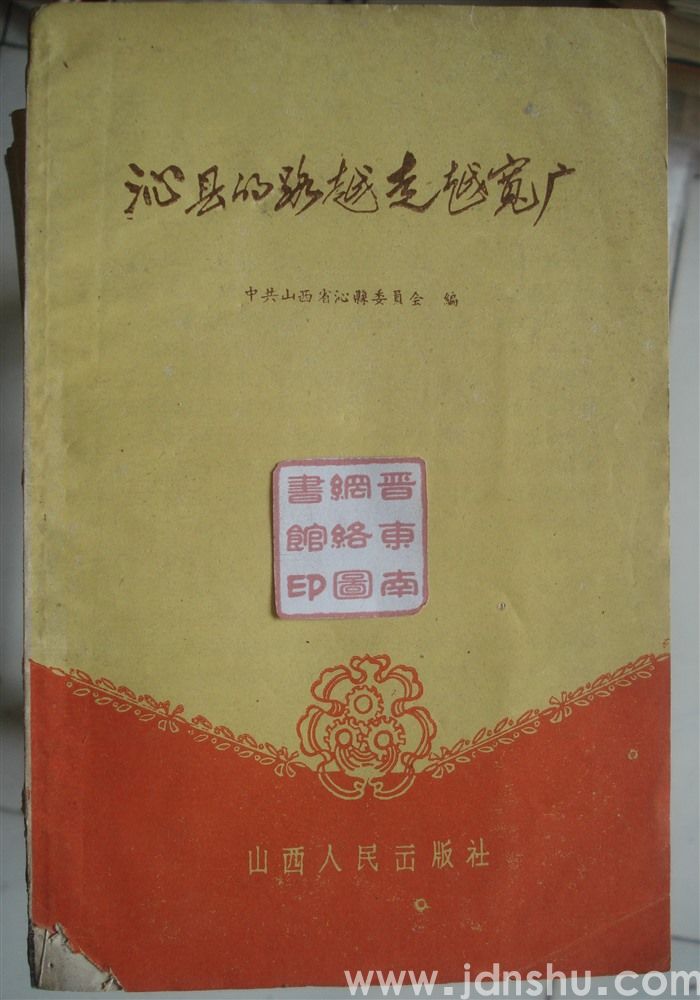 沁县的路越走越宽广
中共山西省沁縣委員会 編
晋東南
網絡圖
書館印
山西人民出版社
www.jdnshu.com